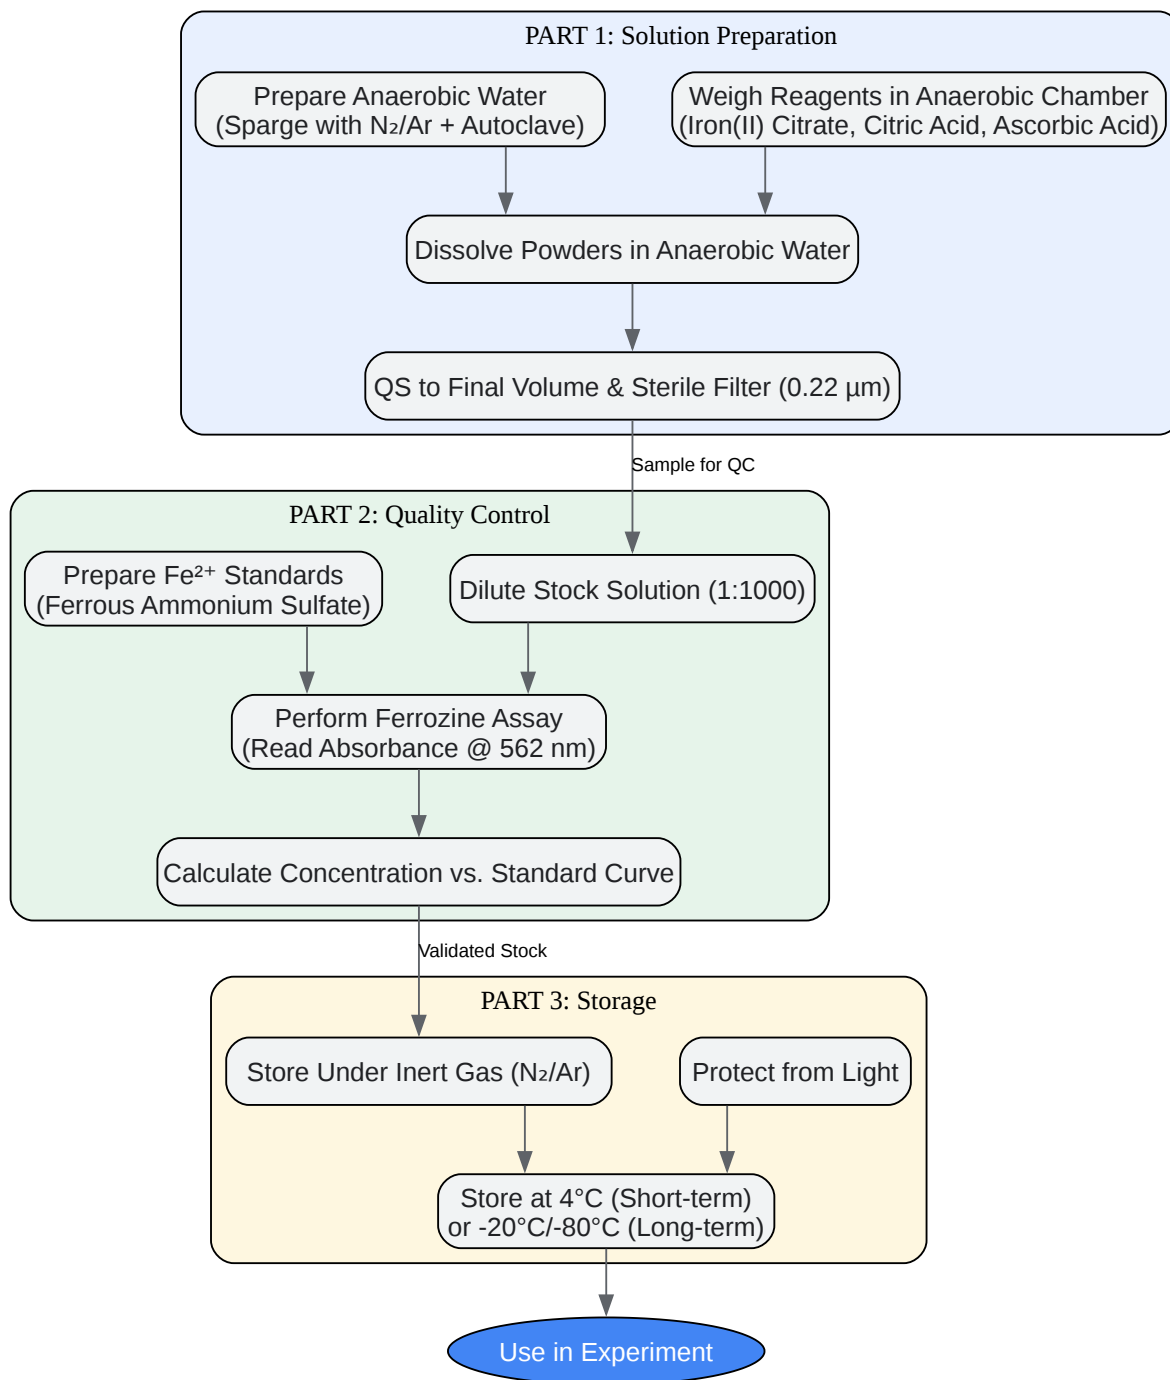 PART 1: Solution Preparation
Prepare Anaerobic Water
(Sparge with N₂/Ar + Autoclave)
Weigh Reagents in Anaerobic Chamber
(Iron(II) Citrate, Citric Acid, Ascorbic Acid)
Dissolve Powders in Anaerobic Water
QS to Final Volume & Sterile Filter (0.22 µm)
Sample for QC
PART 2: Quality Control
Prepare Fe²⁺ Standards
(Ferrous Ammonium Sulfate)
Dilute Stock Solution (1:1000)
Perform Ferrozine Assay
(Read Absorbance @ 562 nm)
Calculate Concentration vs. Standard Curve
Validated Stock
PART 3: Storage
Store Under Inert Gas (N₂/Ar)
Protect from Light
Store at 4°C (Short-term)
or -20°C/-80°C (Long-term)
Use in Experiment